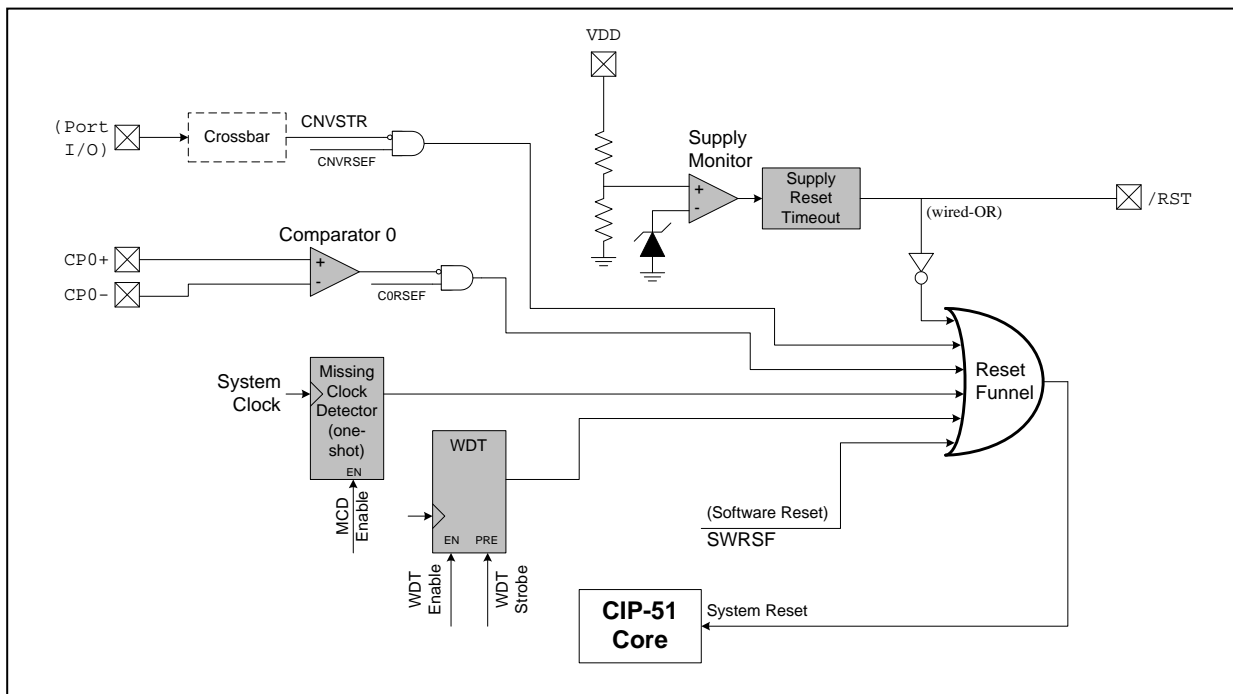 VDD
(Port
I/O)
Crossbar
CNVSTR
CNVRSEF
Supply
Monitor
+
-
Supply
Reset
Timeout
(wired-OR)
/RST
Comparator 0
CP0+
CP0-
+
-
C0RSEF
Reset
Funnel
System
Clock
Missing
Clock
Detector
(one-
shot)
EN
MCD
Enable
WDT
EN PRE
WDT
Enable
WDT
Strobe
(Software Reset)
SWRSF
CIP-51
Core
System Reset